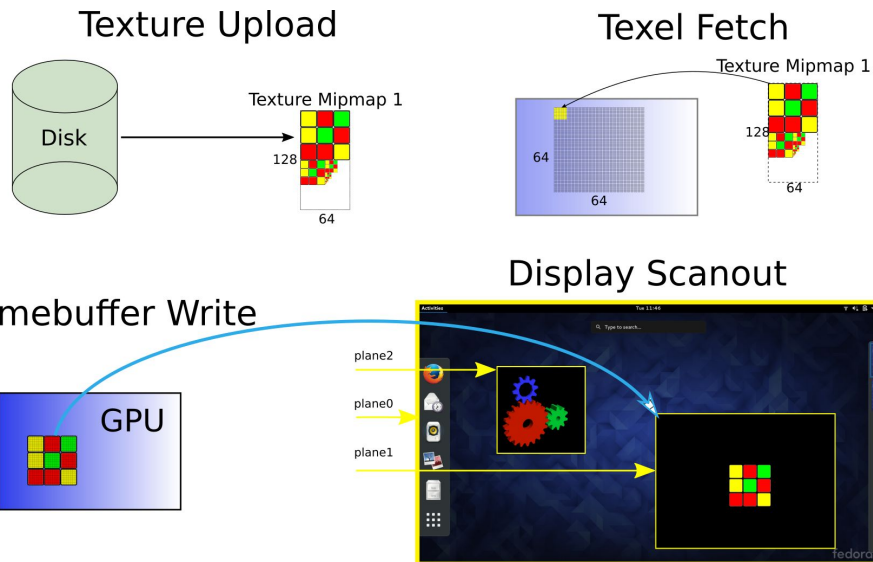 Texture Upload
Texel Fetch
Texture Mipmap 1
Disk
128
64
Texture Mipmap 1
128
64
64
64
mebuffer Write
Display Scanout
GPU
plane2
plane0
plane1
Activities
Tue 11:46
Type to search...
fedora